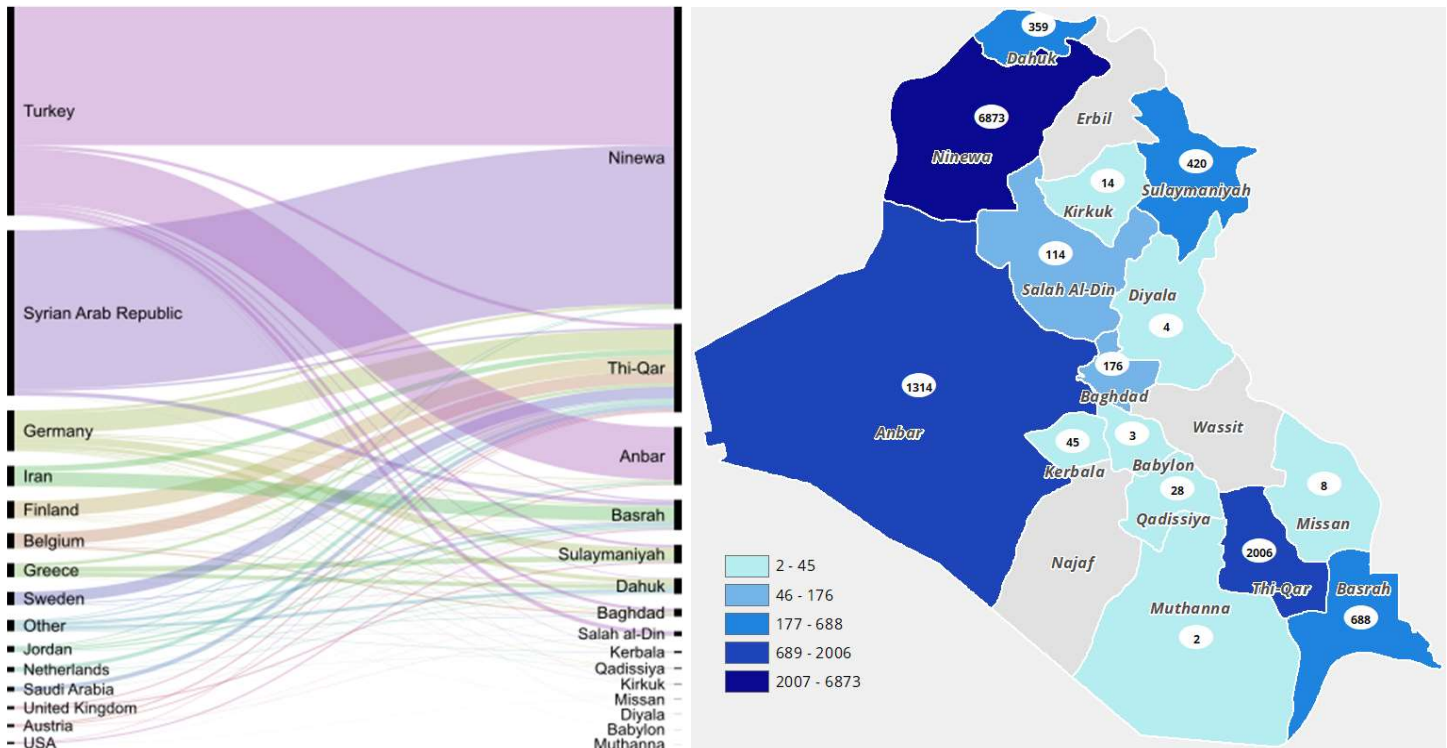 Turkey
Syrian Arab Republic
Germany
Iran
Finland
Belgium
Greece
Sweden
Other
Jordan
Netherlands
Saudi Arabia
United Kingdom
Austria
USA
Ninewa
Thi-Qar
Anbar
Basrah
Sulaymaniyah
Dahuk
Baghdad
Salah al-Din
Kerbala
Qadissiya
Kirkuk
Missan
Diyala
Babylon
Muthanna
359
Dahuk
6873
Ninewa
Erbil
420
Sulaymaniyah
14
Kirkuk
114
Salah Al-Din
Diyala
4
176
Baghdad
1314
Anbar
Wassit
45
Kerbala
3
Babylon
28
Qadissiya
8
Missan
Najaf
2006
Thi-Qar
Basrah
688
Muthanna
2
2 - 45
46 - 176
177 - 688
689 - 2006
2007 - 6873